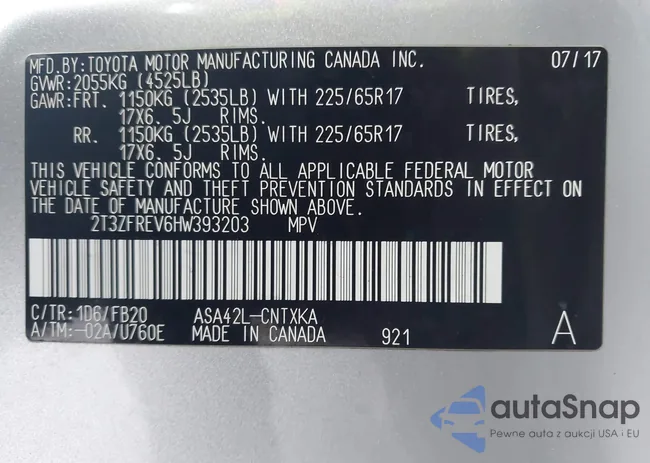 MFD.BY:TOYOTA MOTOR MANUFACTURING CANADA INC. 07/17
GVWR:2055KG (4525LB)
GAWR:FRT. 1150KG (2535LB) WITH 225/65R17 TIRES,
17X6. 5J RIMS.
RR. 1150KG (2535LB) WITH 225/65R17 TIRES,
17X6. 5J RIMS.
THIS VEHICLE CONFORMS TO ALL APPLICABLE FEDERAL MOTOR
VEHICLE SAFETY AND THEFT PREVENTION STANDARDS IN EFFECT ON
THE DATE OF MANUFACTURE SHOWN ABOVE.
2T3ZFREV6HW393203 MPV
C/TR:1D6/FB20 ASA42L-CNTXKA
A/TM:-02A/U760E MADE IN CANADA 921 A
autaSnap
Pewne auta z aukcji USA i EU